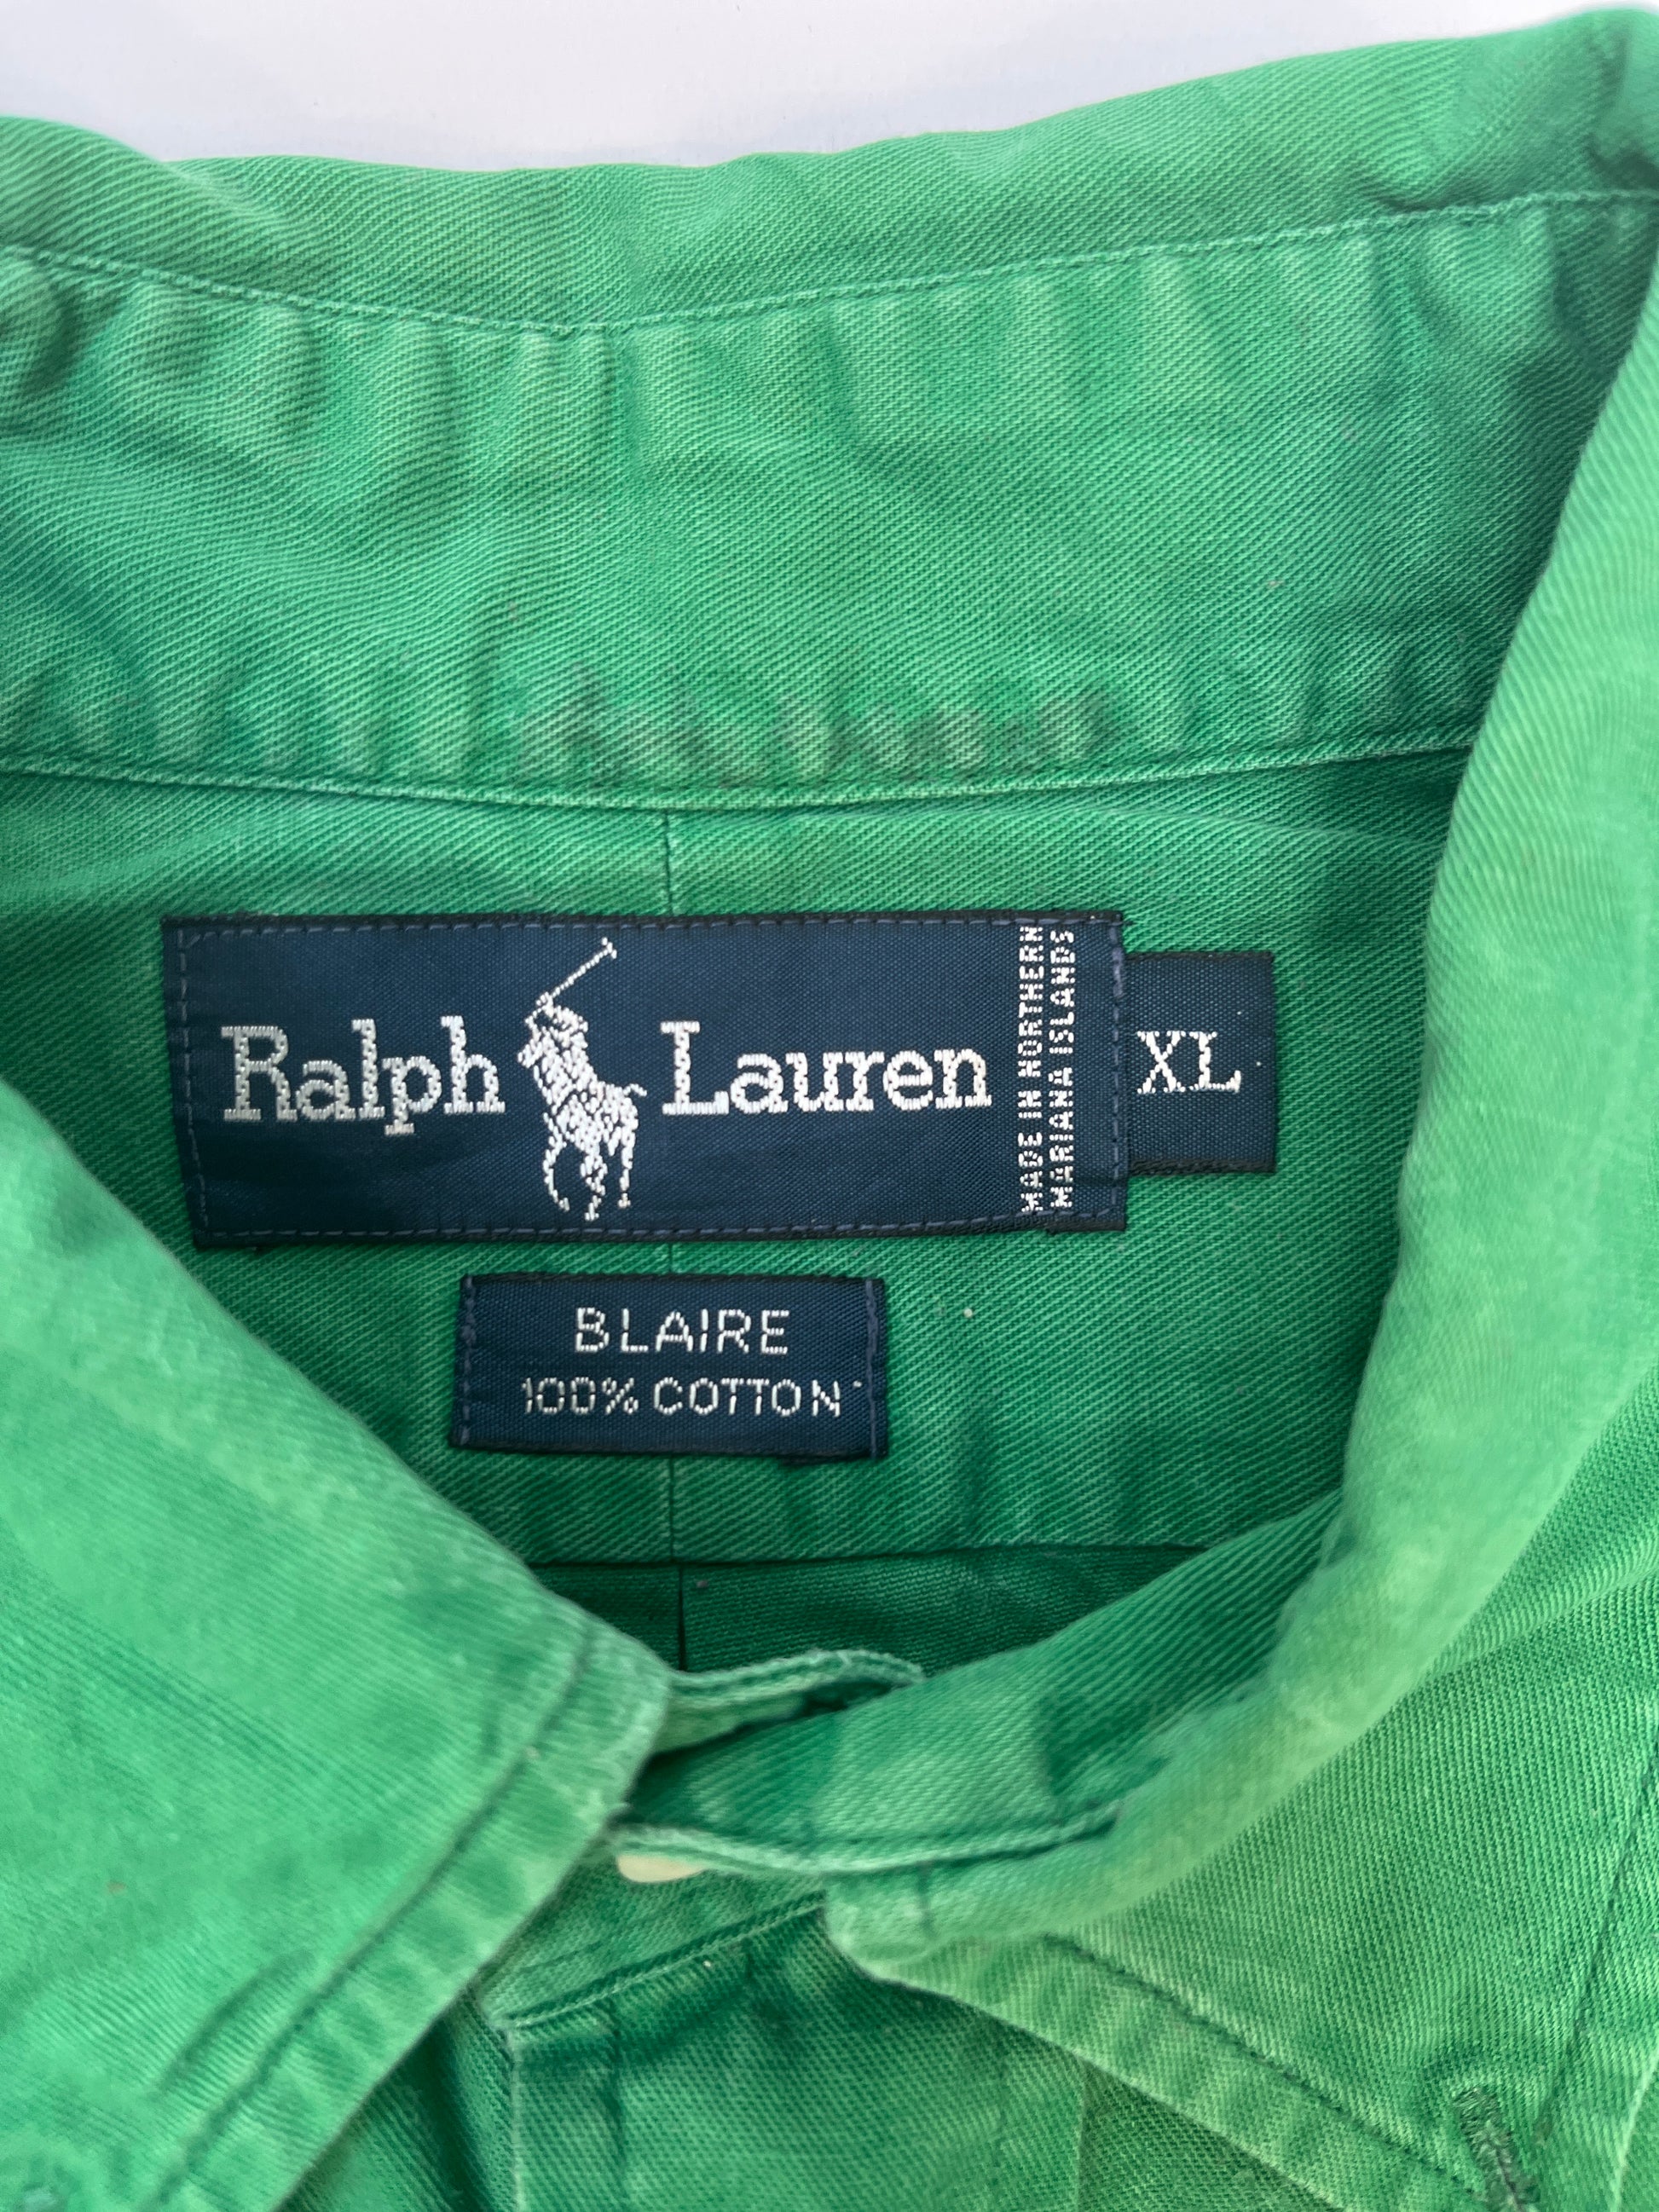 Ralph Lauren
MADE IN NORTHERN
MARIANA ISLANDS
XL
BLAIRE
100% COTTON